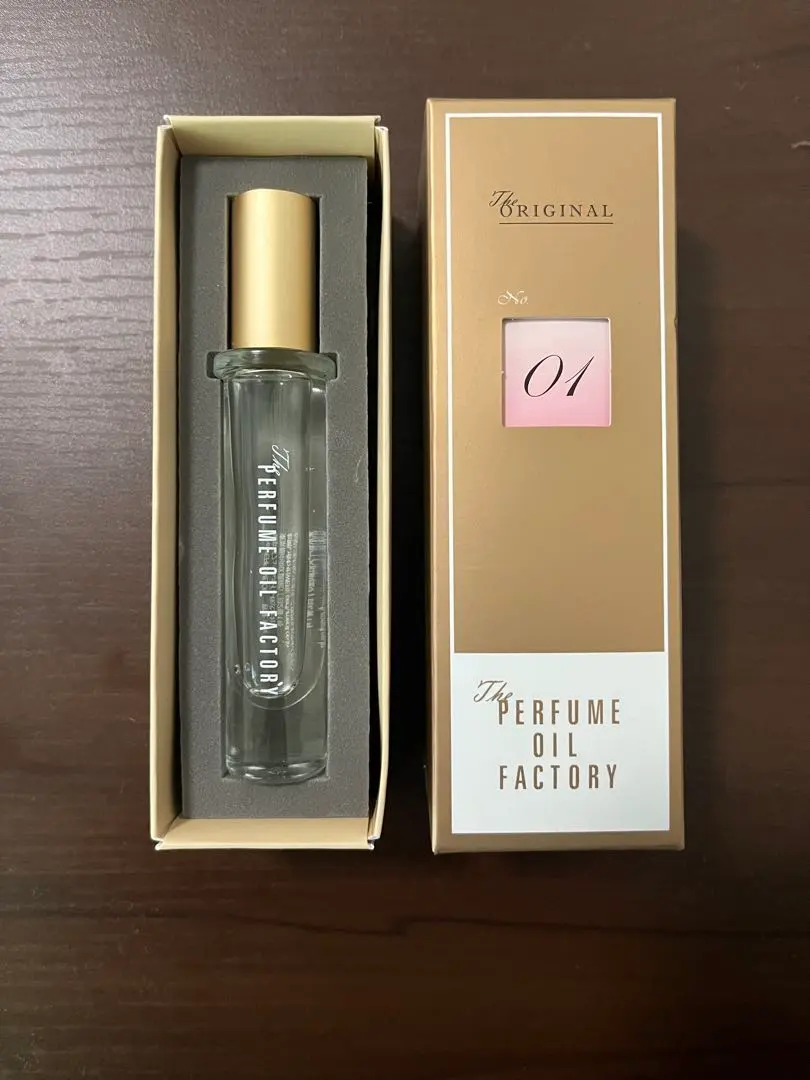 The
PERFUME OIL FACTORY
The
ORIGINAL
No.
01
The
PERFUME
OIL
FACTORY